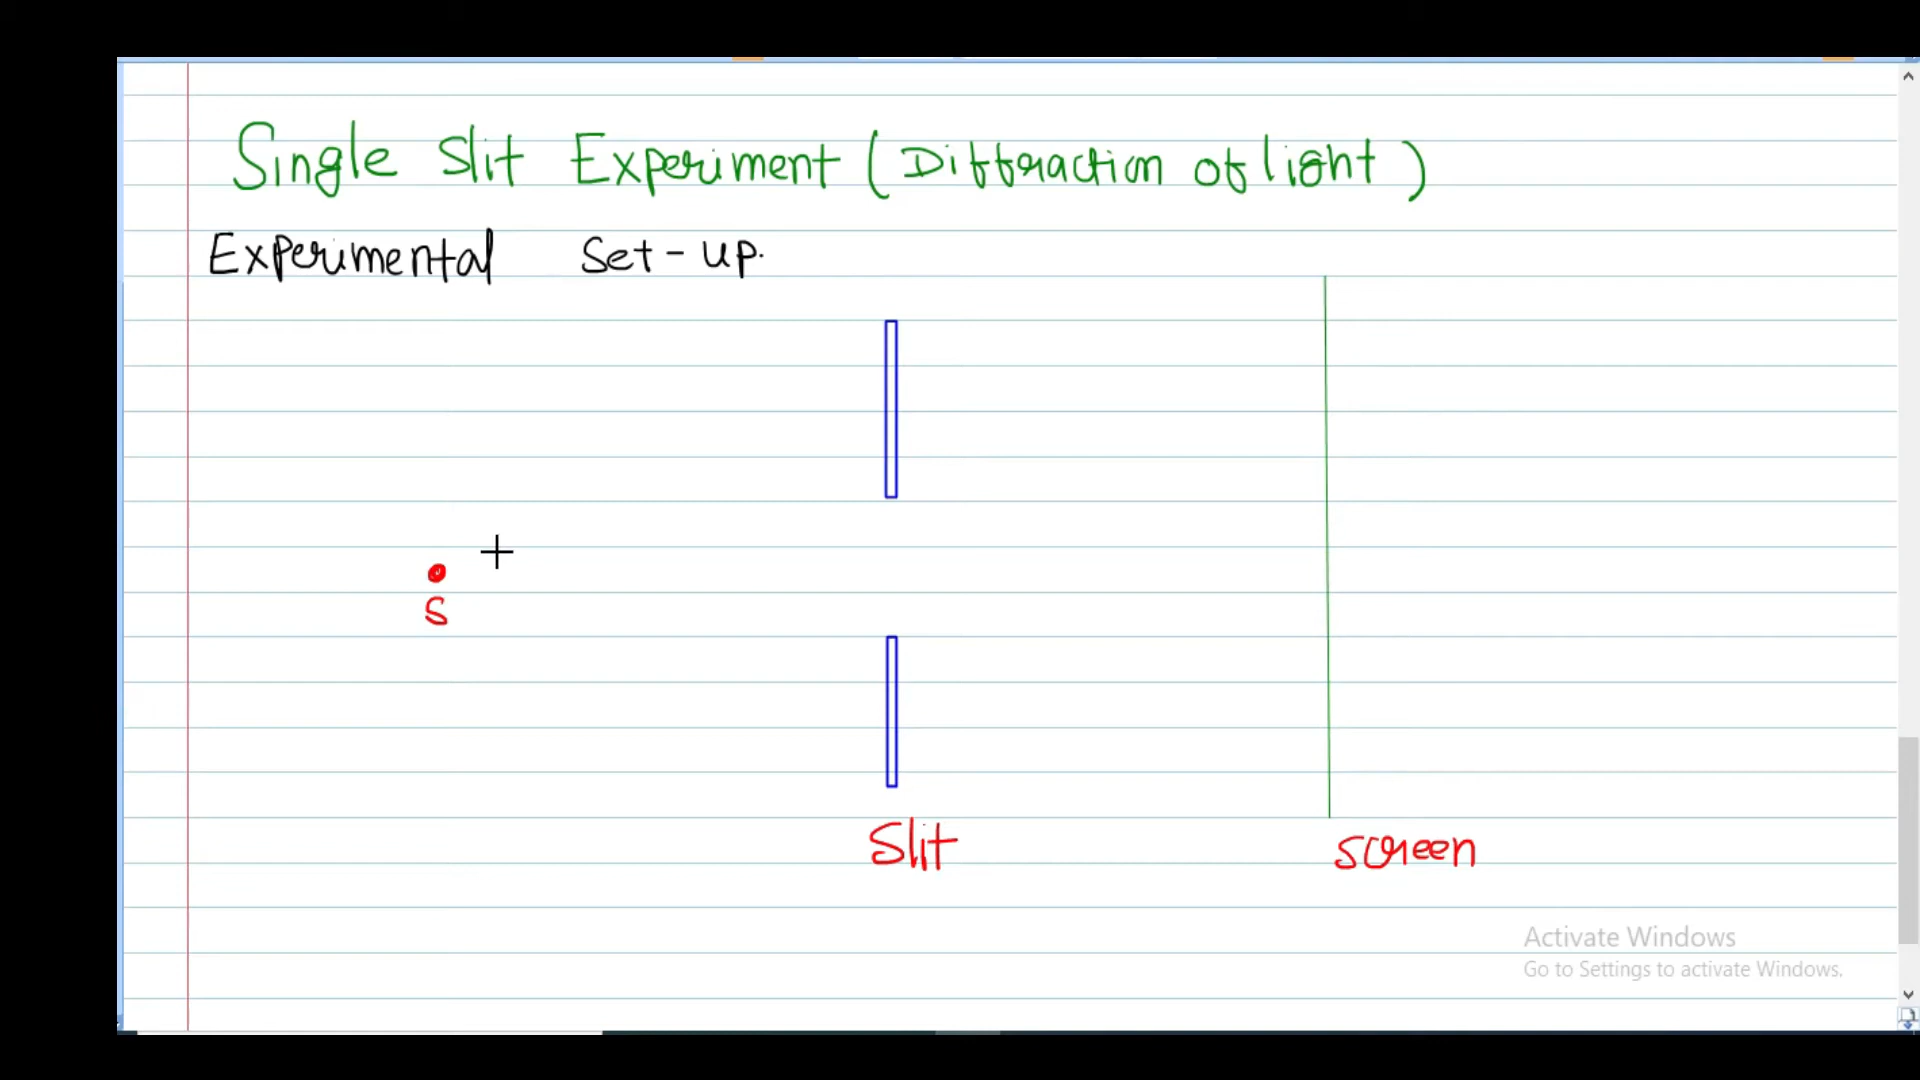 Single Slit Experiment (Diffraction of light)
Experimental Set-up.
S
Slit
screen
Activate Windows
Go to Settings to activate Windows.